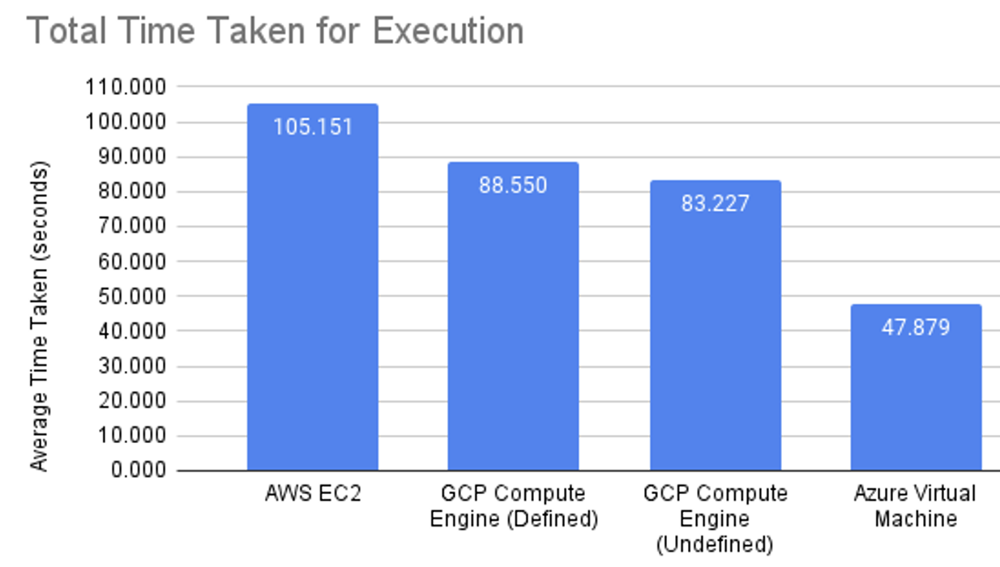 Total Time Taken for Execution
Average Time Taken (seconds)
110.000
100.000
90.000
80.000
70.000
60.000
50.000
40.000
30.000
20.000
10.000
0.000
105.151
88.550
83.227
47.879
AWS EC2
GCP Compute
Engine (Defined)
GCP Compute
Engine
(Undefined)
Azure Virtual
Machine